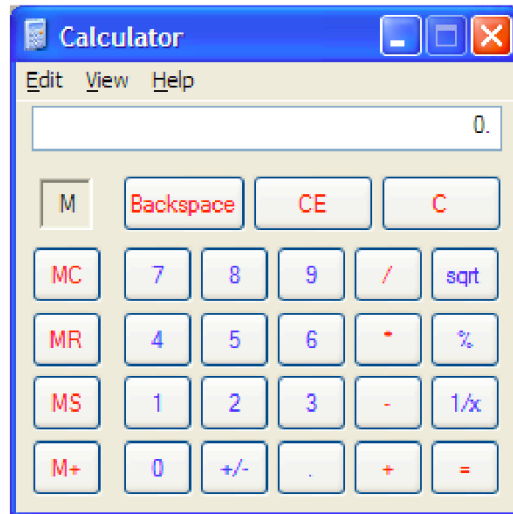 Calculator
Edit View Help
0.
M Backspace CE C
MC 7 8 9 / sqrt
MR 4 5 6 * %
MS 1 2 3 - 1/x
M+ 0 +/- . + =